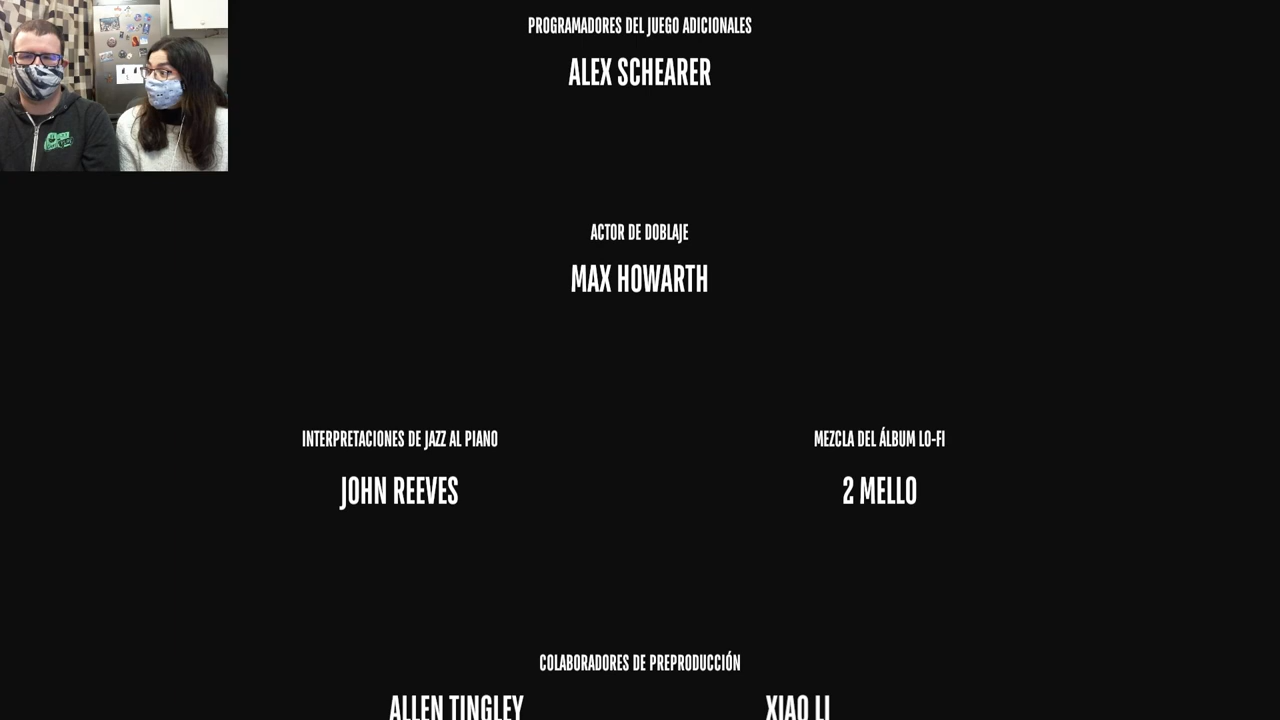 PROGRAMADORES DEL JUEGO ADICIONALES
ALEX SCHEARER
ACTOR DE DOBLAJE
MAX HOWARTH
INTERPRETACIONES DE JAZZ AL PIANO
JOHN REEVES
MEZCLA DEL ÁLBUM LO-FI
2 MELLO
COLABORADORES DE PREPRODUCCIÓN
ALLEN TINGLEY
XIAO LI